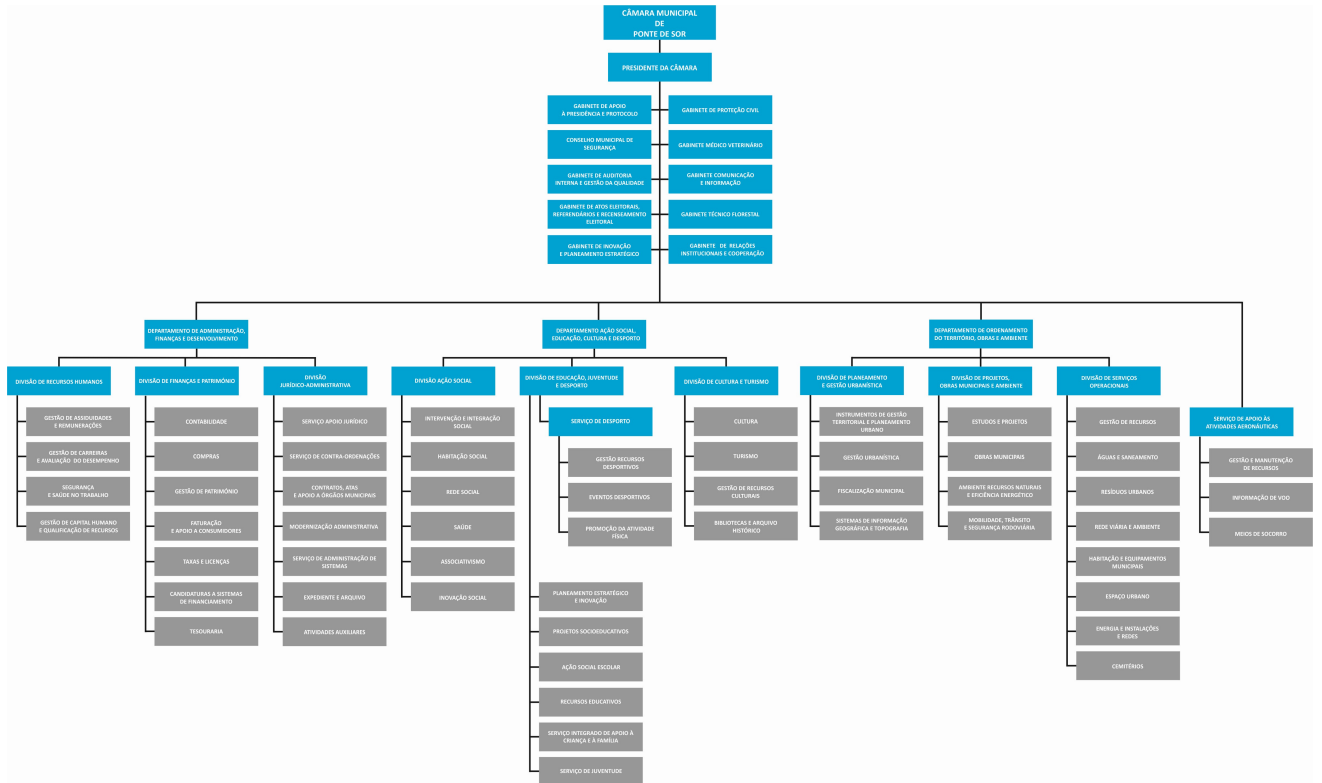 CÂMARA MUNICIPAL
DE
PONTE DE SOR
PRESIDENTE DA CÂMARA
GABINETE DE APOIO
À PRESIDÊNCIA E PROTOCOLO
GABINETE DE PROTEÇÃO CIVIL
CONSELHO MUNICIPAL DE
SEGURANÇA
GABINETE MÉDICO VETERINÁRIO
GABINETE DE AUDITORIA
INTERNA E GESTÃO DA QUALIDADE
GABINETE COMUNICAÇÃO
E INFORMAÇÃO
GABINETE DE ATOS ELEITORAIS,
REFERENDÁRIOS E RECENSEAMENTO
ELEITORAL
GABINETE TÉCNICO FLORESTAL
GABINETE DE INOVAÇÃO
E PLANEAMENTO ESTRATÉGICO
GABINETE DE RELAÇÕES
INSTITUCIONAIS E COOPERAÇÃO
DEPARTAMENTO DE ADMINISTRAÇÃO,
FINANÇAS E DESENVOLVIMENTO
DIVISÃO DE RECURSOS HUMANOS
GESTÃO DE ASSIDUIDADES
E REMUNERAÇÕES
GESTÃO DE CARREIRAS
E AVALIAÇÃO DO DESEMPENHO
SEGURANÇA
E SAÚDE NO TRABALHO
GESTÃO DE CAPITAL HUMANO
E QUALIFICAÇÃO DE RECURSOS
DIVISÃO DE FINANÇAS E PATRIMÓNIO
CONTABILIDADE
COMPRAS
GESTÃO DE PATRIMÓNIO
FATURAÇÃO
E APOIO A CONSUMIDORES
TAXAS E LICENÇAS
CANDIDATURAS A SISTEMAS
DE FINANCIAMENTO
TESOURARIA
DIVISÃO
JURÍDICO-ADMINISTRATIVA
SERVIÇO APOIO JURÍDICO
SERVIÇO DE CONTRA-ORDENAÇÕES
CONTRATOS, ATAS
E APOIO A ÓRGÃOS MUNICIPAIS
MODERNIZAÇÃO ADMINISTRATIVA
SERVIÇO DE ADMINISTRAÇÃO DE
SISTEMAS
EXPEDIENTE E ARQUIVO
ATIVIDADES AUXILIARES
DEPARTAMENTO AÇÃO SOCIAL,
EDUCAÇÃO, CULTURA E DESPORTO
DIVISÃO AÇÃO SOCIAL
INTERVENÇÃO E INTEGRAÇÃO
SOCIAL
HABITAÇÃO SOCIAL
REDE SOCIAL
SAÚDE
ASSOCIATIVISMO
INOVAÇÃO SOCIAL
DIVISÃO DE EDUCAÇÃO, JUVENTUDE
E DESPORTO
SERVIÇO DE DESPORTO
GESTÃO RECURSOS
DESPORTIVOS
EVENTOS DESPORTIVOS
PROMOÇÃO DA ATIVIDADE
FÍSICA
PLANEAMENTO ESTRATÉGICO
E INOVAÇÃO
PROJETOS SOCIOEDUCATIVOS
AÇÃO SOCIAL ESCOLAR
RECURSOS EDUCATIVOS
SERVIÇO INTEGRADO DE APOIO À
CRIANÇA E À FAMÍLIA
SERVIÇO DE JUVENTUDE
DIVISÃO DE CULTURA E TURISMO
CULTURA
TURISMO
GESTÃO DE RECURSOS
CULTURAIS
BIBLIOTECAS E ARQUIVO
HISTÓRICO
DEPARTAMENTO DE ORDENAMENTO
DO TERRITÓRIO, OBRAS E AMBIENTE
DIVISÃO DE PLANEAMENTO
E GESTÃO URBANÍSTICA
INSTRUMENTOS DE GESTÃO
TERRITORIAL E PLANEAMENTO
URBANO
GESTÃO URBANÍSTICA
FISCALIZAÇÃO MUNICIPAL
SISTEMAS DE INFORMAÇÃO
GEOGRÁFICA E TOPOGRAFIA
DIVISÃO DE PROJETOS,
OBRAS MUNICIPAIS E AMBIENTE
ESTUDOS E PROJETOS
OBRAS MUNICIPAIS
AMBIENTE RECURSOS NATURAIS
E EFICIÊNCIA ENERGÉTICO
MOBILIDADE, TRÂNSITO
E SEGURANÇA RODOVIÁRIA
DIVISÃO DE SERVIÇOS
OPERACIONAIS
GESTÃO DE RECURSOS
ÁGUAS E SANEAMENTO
RESÍDUOS URBANOS
REDE VIÁRIA E AMBIENTE
HABITAÇÃO E EQUIPAMENTOS
MUNICIPAIS
ESPAÇO URBANO
ENERGIA E INSTALAÇÕES
E REDES
CEMITÉRIOS
SERVIÇO DE APOIO ÀS
ATIVIDADES AERONÁUTICAS
GESTÃO E MANUTENÇÃO
DE RECURSOS
INFORMAÇÃO DE VOO
MEIOS DE SOCORRO